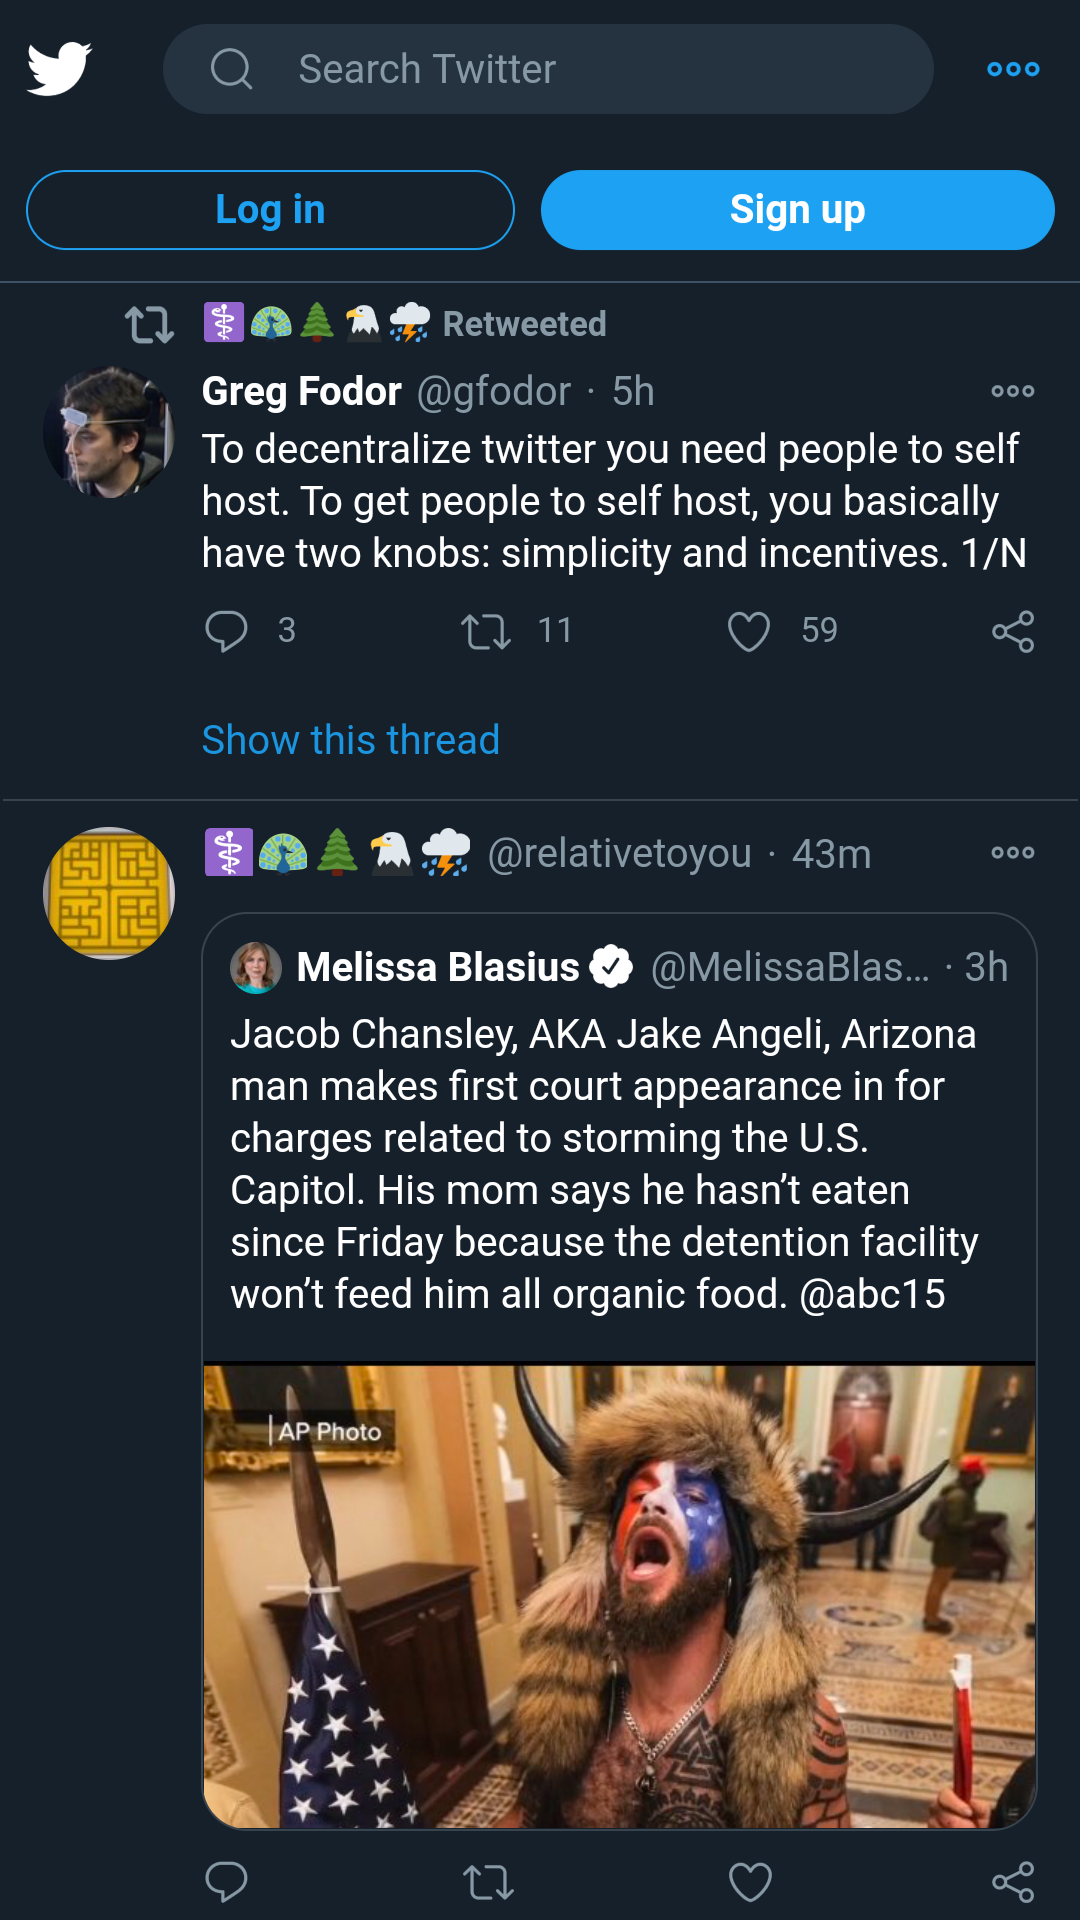 Search Twitter
Log in
Sign up
Retweeted
Greg Fodor @gfodor · 5h
To decentralize twitter you need people to self
host. To get people to self host, you basically
have two knobs: simplicity and incentives. 1/N
3 11 59
Show this thread
@relativetoyou · 43m
Melissa Blasius @MelissaBlas... · 3h
Jacob Chansley, AKA Jake Angeli, Arizona
man makes first court appearance in for
charges related to storming the U.S.
Capitol. His mom says he hasn’t eaten
since Friday because the detention facility
won’t feed him all organic food. @abc15
AP Photo